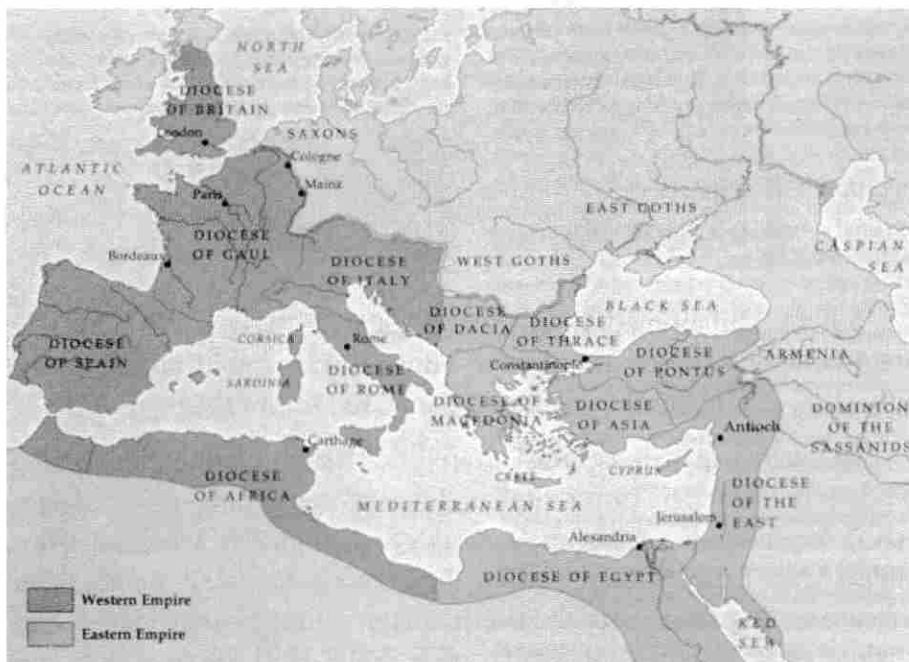 NORTH
SEA
DIOCESE
OF BRITAIN
London
SAXONS
Cologne
Mainz
ATLANTIC
OCEAN
Paris
DIOCESE
OF GAUL
Bordeaux
EAST GOTHS
CASPIAN
SEA
WEST GOTHS
DIOCESE
OF ITALY
BLACK SEA
DIOCESE
OF DACIA
DIOCESE
OF THRACE
DIOCESE
OF SPAIN
CORSICA
Rome
Constantinople
DIOCESE
OF PONTUS
ARMENIA
SARDINIA
DIOCESE
OF ROME
DIOCESE OF
MACEDONIA
DIOCESE
OF ASIA
DOMINION
OF THE
SASSANIDS
Carthage
Antioch
DIOCESE
OF AFRICA
CRETE
CYPRUS
DIOCESE
OF THE
EAST
MEDITERRANEAN SEA
Jerusalem
Alexandria
DIOCESE OF EGYPT
RED
SEA
Western Empire
Eastern Empire